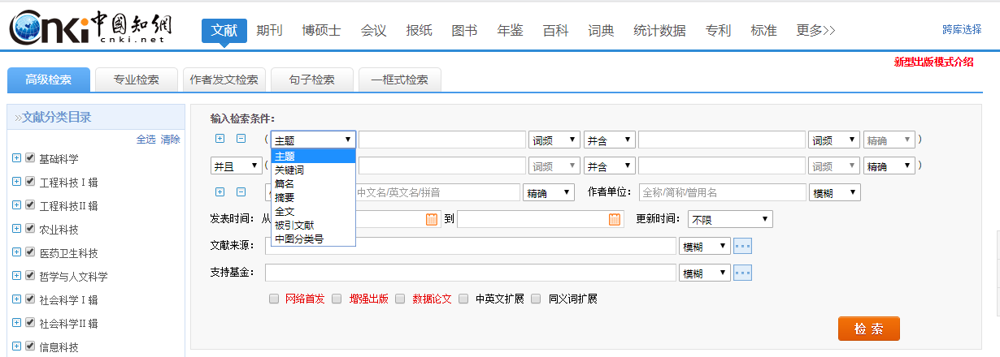 Cnki中國知網
cnki.net
文献 期刊 博硕士 会议 报纸 图书 年鉴 百科 词典 统计数据 专利 标准 更多>> 跨库选择
新型出版模式介绍
高级检索 专业检索 作者发文检索 句子检索 一框式检索
文献分类目录
全选 清除
基础科学
工程科技 I 辑
工程科技II 辑
农业科技
医药卫生科技
哲学与人文科学
社会科学 I 辑
社会科学II 辑
信息科技
输入检索条件:
( 主题 词频 并含 词频 精确 )
主题
关键词
篇名
摘要
全文
被引文献
中图分类号
并且 ( 词频 并含 词频 精确 )
中文名/英文名/拼音 精确 作者单位: 全称/简称/曾用名 模糊
发表时间: 从 到 更新时间: 不限
文献来源: 模糊 ...
支持基金: 模糊 ...
网络首发 增强出版 数据论文 中英文扩展 同义词扩展
检 索